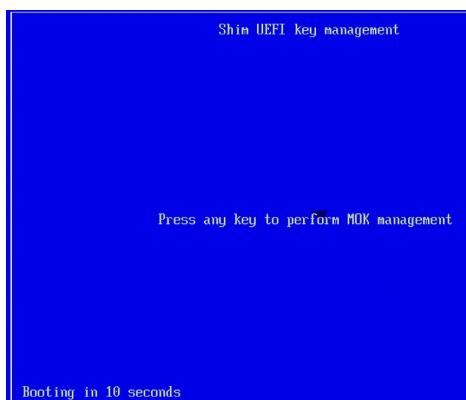 Shim UEFI key management
Press any key to perform MOK management
Booting in 10 seconds